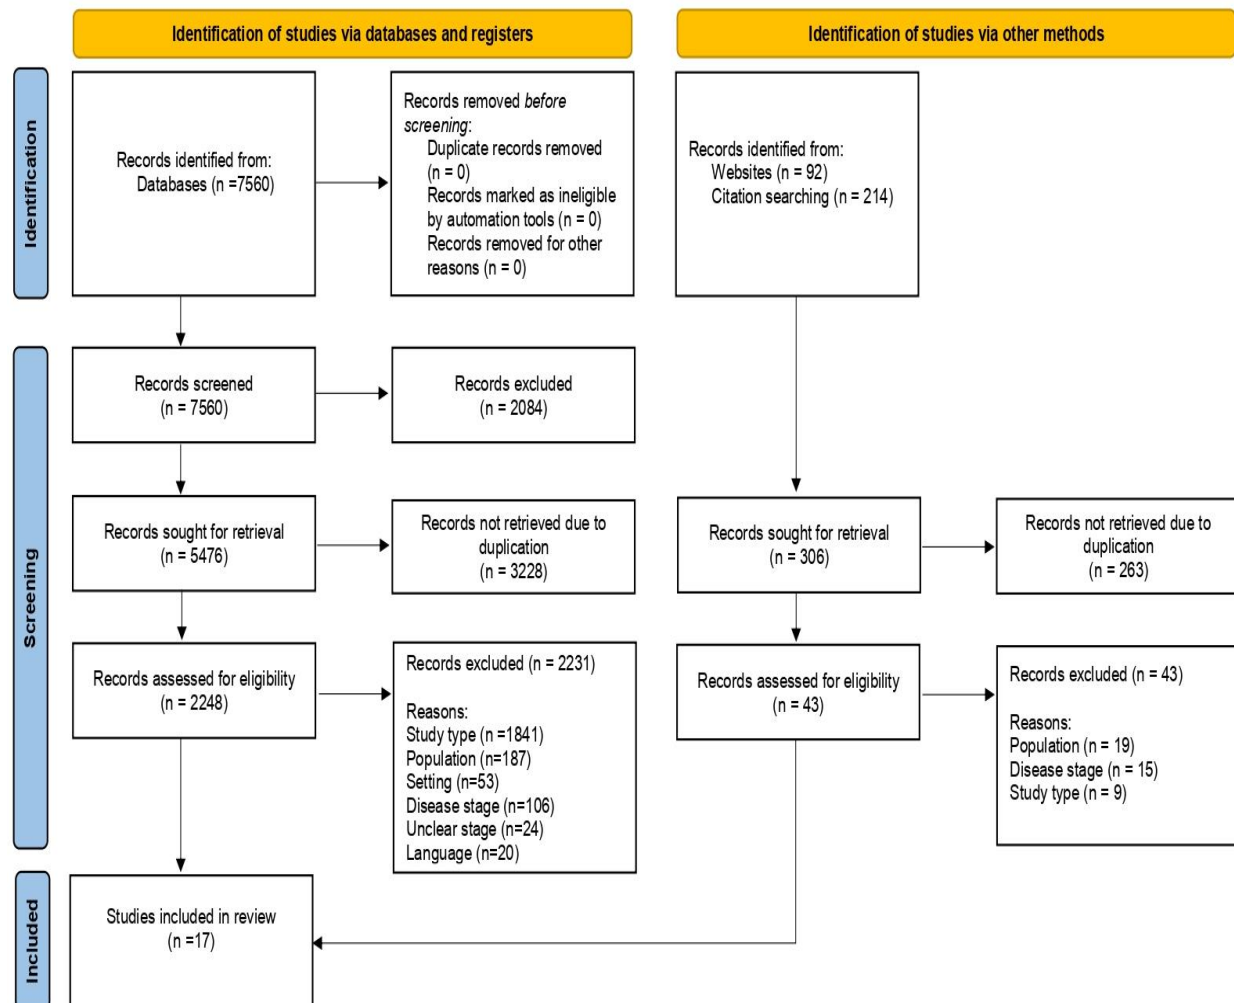 Identification of studies via databases and registers
Identification of studies via other methods
Identification
Records identified from:
Databases (n =7560)
Records removed before
screening:
Duplicate records removed
(n = 0)
Records marked as ineligible
by automation tools (n = 0)
Records removed for other
reasons (n = 0)
Records identified from:
Websites (n = 92)
Citation searching (n = 214)
Screening
Records screened
(n = 7560)
Records excluded
(n = 2084)
Records sought for retrieval
(n = 5476)
Records not retrieved due to
duplication
(n = 3228)
Records sought for retrieval
(n = 306)
Records not retrieved due to
duplication
(n = 263)
Records assessed for eligibility
(n = 2248)
Records excluded (n = 2231)
Reasons:
Study type (n =1841)
Population (n=187)
Setting (n=53)
Disease stage (n=106)
Unclear stage (n=24)
Language (n=20)
Records assessed for eligibility
(n = 43)
Records excluded (n = 43)
Reasons:
Population (n = 19)
Disease stage (n = 15)
Study type (n = 9)
Included
Studies included in review
(n =17)